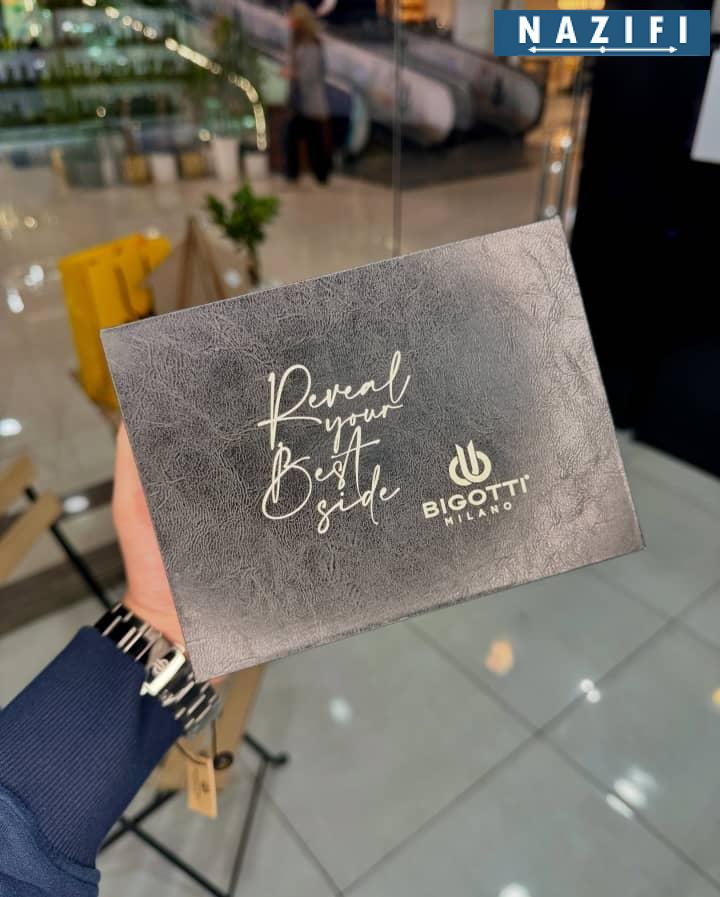 NAZIFI
Reveal
your
Best
side
BIGOTTI
MILANO